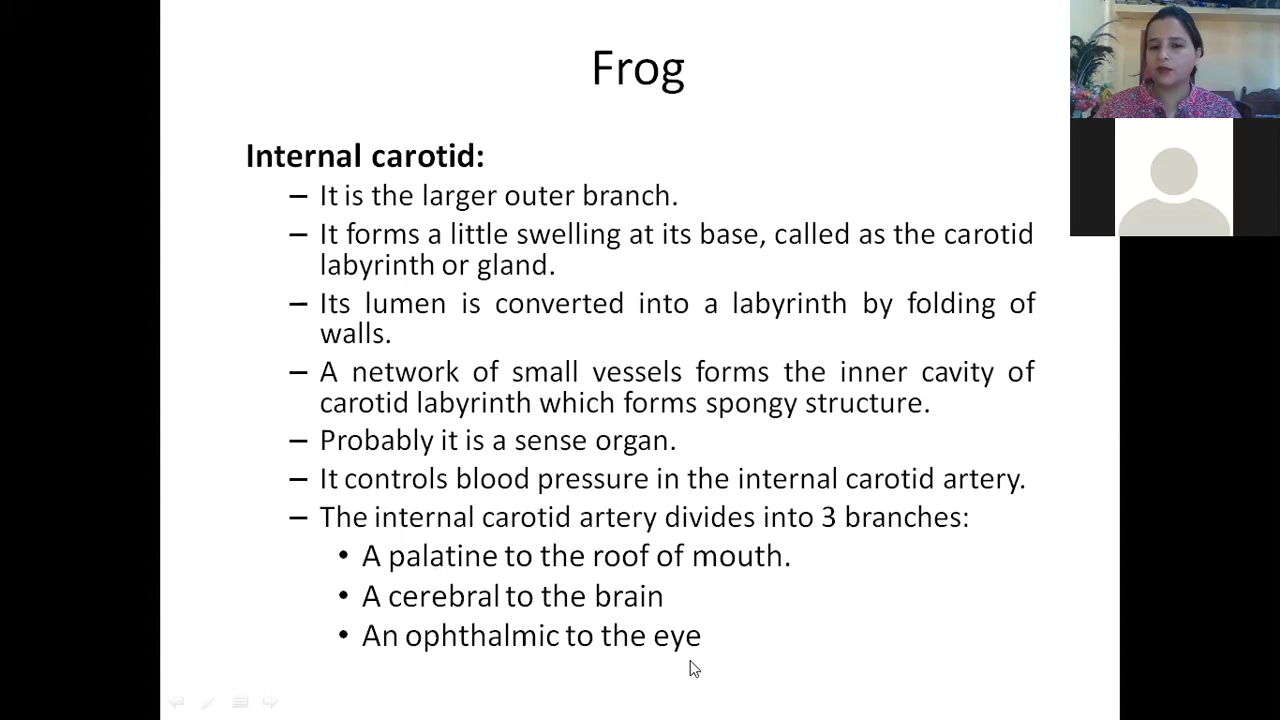 Frog
Internal carotid:
– It is the larger outer branch.
– It forms a little swelling at its base, called as the carotid
labyrinth or gland.
– Its lumen is converted into a labyrinth by folding of
walls.
– A network of small vessels forms the inner cavity of
carotid labyrinth which forms spongy structure.
– Probably it is a sense organ.
– It controls blood pressure in the internal carotid artery.
– The internal carotid artery divides into 3 branches:
• A palatine to the roof of mouth.
• A cerebral to the brain
• An ophthalmic to the eye